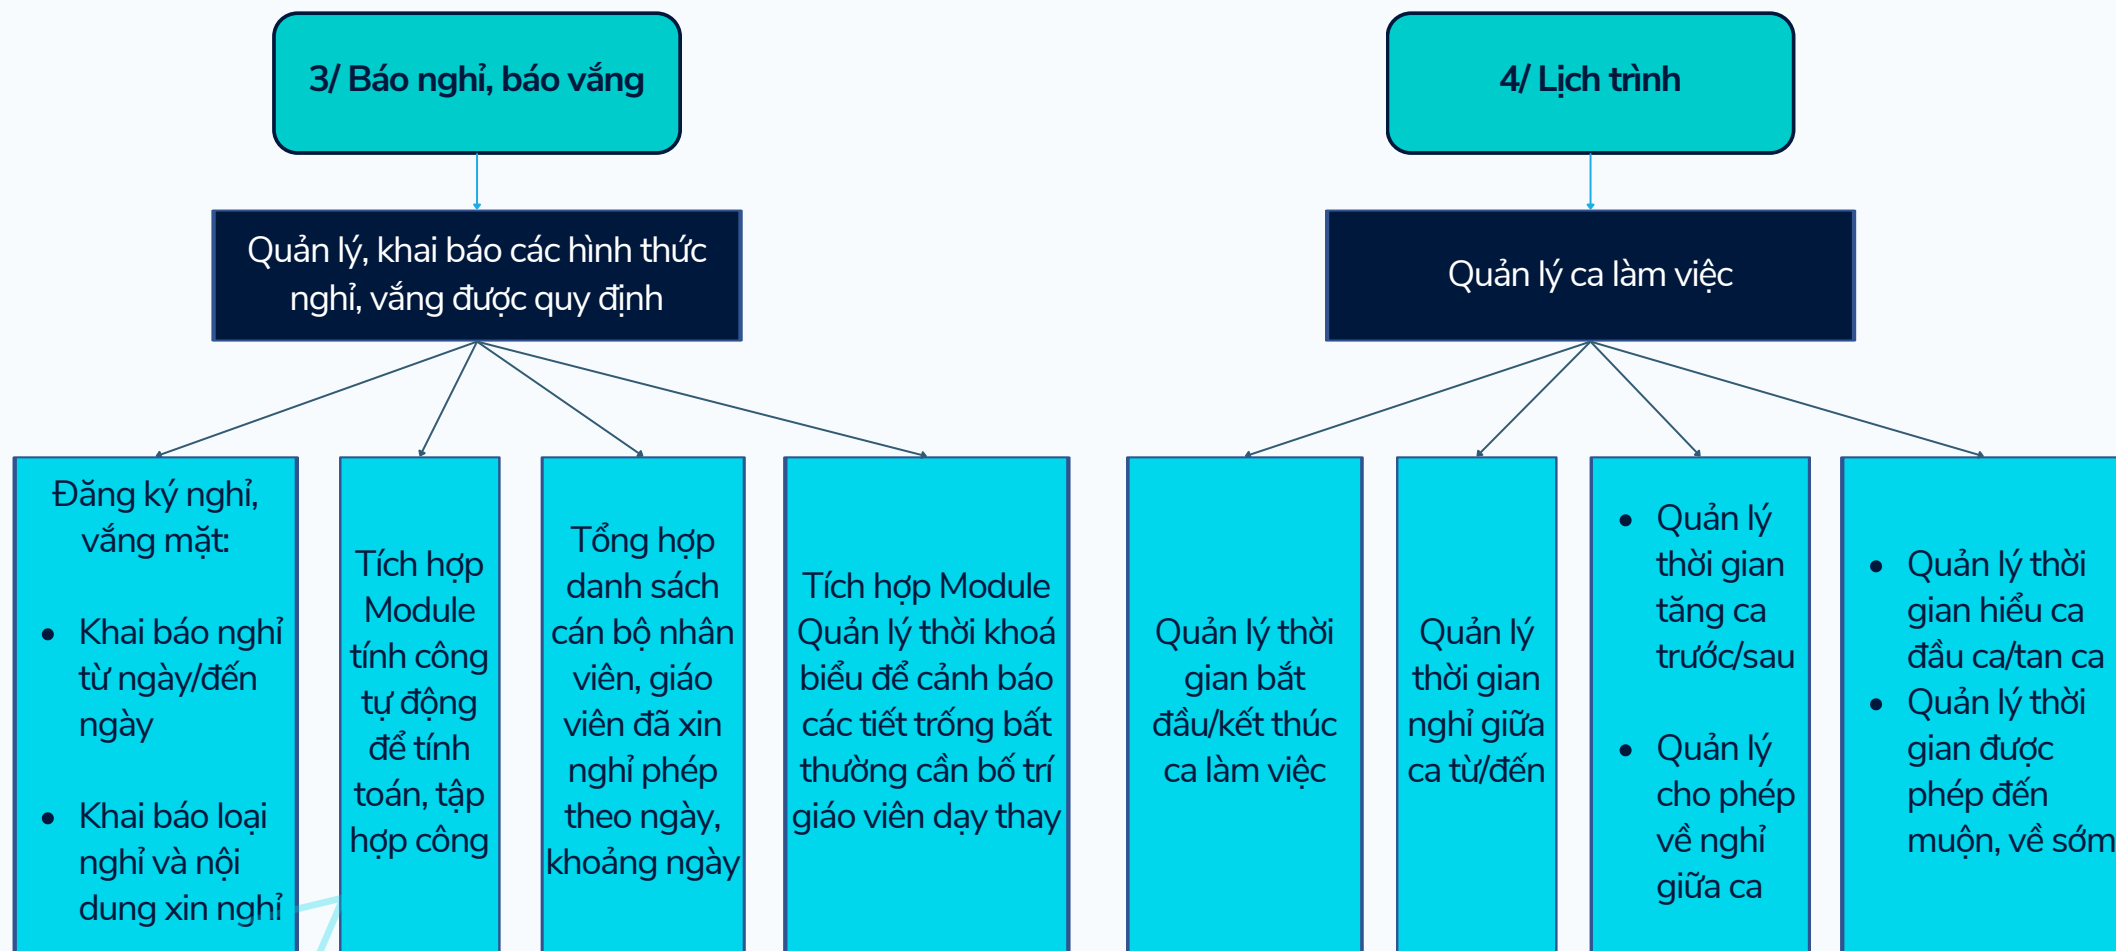 3/ Báo nghỉ, báo vắng
Quản lý, khai báo các hình thức
nghỉ, vắng được quy định
Đăng ký nghỉ,
vắng mặt:
• Khai báo nghỉ
từ ngày/đến
ngày
• Khai báo loại
nghỉ và nội
dung xin nghỉ
Tích hợp
Module
tính công
tự động
để tính
toán, tập
hợp công
Tổng hợp
danh sách
cán bộ nhân
viên, giáo
viên đã xin
nghỉ phép
theo ngày,
khoảng ngày
Tích hợp Module
Quản lý thời khoá
biểu để cảnh báo
các tiết trống bất
thường cần bố trí
giáo viên dạy thay
4/ Lịch trình
Quản lý ca làm việc
Quản lý thời
gian bắt
đầu/kết thúc
ca làm việc
Quản lý
thời gian
nghỉ giữa
ca từ/đến
• Quản lý
thời gian
tăng ca
trước/sau
• Quản lý
cho phép
về nghỉ
giữa ca
• Quản lý thời
gian hiểu ca
đầu ca/tan ca
• Quản lý thời
gian được
phép đến
muộn, về sớm